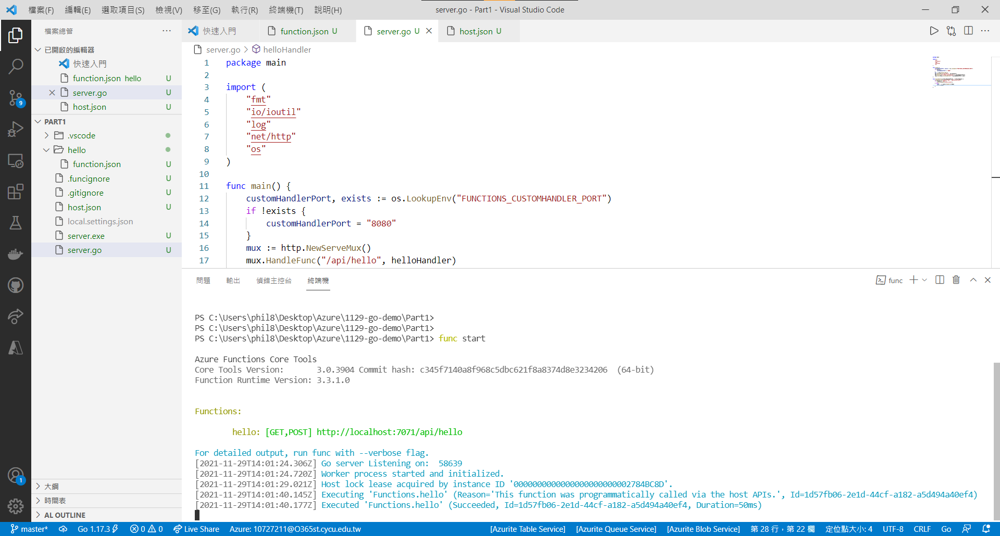 檔案(F) 編輯(E) 選取項目(S) 檢視(V) 移至(G) 執行(R) 終端機(T) 說明(H) server.go - Part1 - Visual Studio Code
檔案總管
已開啟的編輯器
快速入門
function.json hello U
server.go U
host.json U
PART1
.vscode
hello
function.json U
.funcignore U
.gitignore U
host.json U
local.settings.json
server.exe U
server.go U
大綱
時間表
AL OUTLINE
9
1
快速入門 function.json U server.go U host.json U
server.go > helloHandler
1 package main
2
3 import (
4 "fmt"
5 "io/ioutil"
6 "log"
7 "net/http"
8 "os"
9 )
10
11 func main() {
12 customHandlerPort, exists := os.LookupEnv("FUNCTIONS_CUSTOMHANDLER_PORT")
13 if !exists {
14 customHandlerPort = "8080"
15 }
16 mux := http.NewServeMux()
17 mux.HandleFunc("/api/hello", helloHandler)
問題 輸出 偵錯主控台 終端機 func
PS C:\Users\phil8\Desktop\Azure\1129-go-demo\Part1>
PS C:\Users\phil8\Desktop\Azure\1129-go-demo\Part1>
PS C:\Users\phil8\Desktop\Azure\1129-go-demo\Part1> func start
Azure Functions Core Tools
Core Tools Version: 3.0.3904 Commit hash: c345f7140a8f968c5dbc621f8a8374d8e3234206 (64-bit)
Function Runtime Version: 3.3.1.0
Functions:
hello: [GET,POST] http://localhost:7071/api/hello
For detailed output, run func with --verbose flag.
[2021-11-29T14:01:24.306Z] Go server Listening on: 58639
[2021-11-29T14:01:24.720Z] Worker process started and initialized.
[2021-11-29T14:01:29.021Z] Host lock lease acquired by instance ID '0000000000000000000000002784BC8D'.
[2021-11-29T14:01:40.145Z] Executing 'Functions.hello' (Reason='This function was programmatically called via the host APIs.', Id=1d57fb06-2e1d-44cf-a182-a5d494a40ef4)
[2021-11-29T14:01:40.177Z] Executed 'Functions.hello' (Succeeded, Id=1d57fb06-2e1d-44cf-a182-a5d494a40ef4, Duration=50ms)
master* Go 1.17.3 0 0 Live Share Azure: 10727211@O365st.cycu.edu.tw [Azurite Table Service] [Azurite Queue Service] [Azurite Blob Service] 第 28 行，第 22 欄 定位點大小: 4 UTF-8 CRLF Go